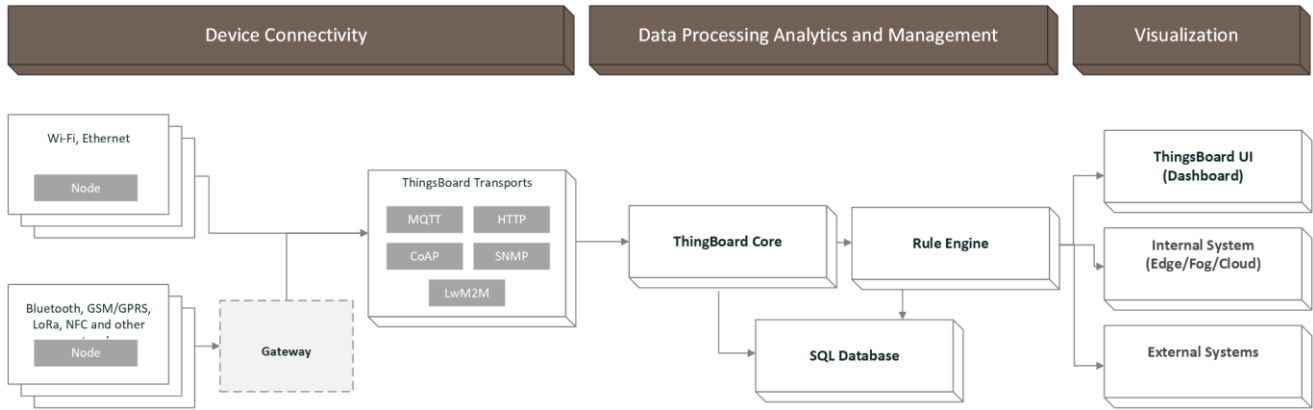 Device Connectivity
Data Processing Analytics and Management
Visualization
Wi-Fi, Ethernet
Node
Bluetooth, GSM/GPRS,
LoRa, NFC and other
Node
Gateway
ThingsBoard Transports
MQTT
HTTP
CoAP
SNMP
LwM2M
ThingBoard Core
Rule Engine
SQL Database
ThingsBoard UI
(Dashboard)
Internal System
(Edge/Fog/Cloud)
External Systems